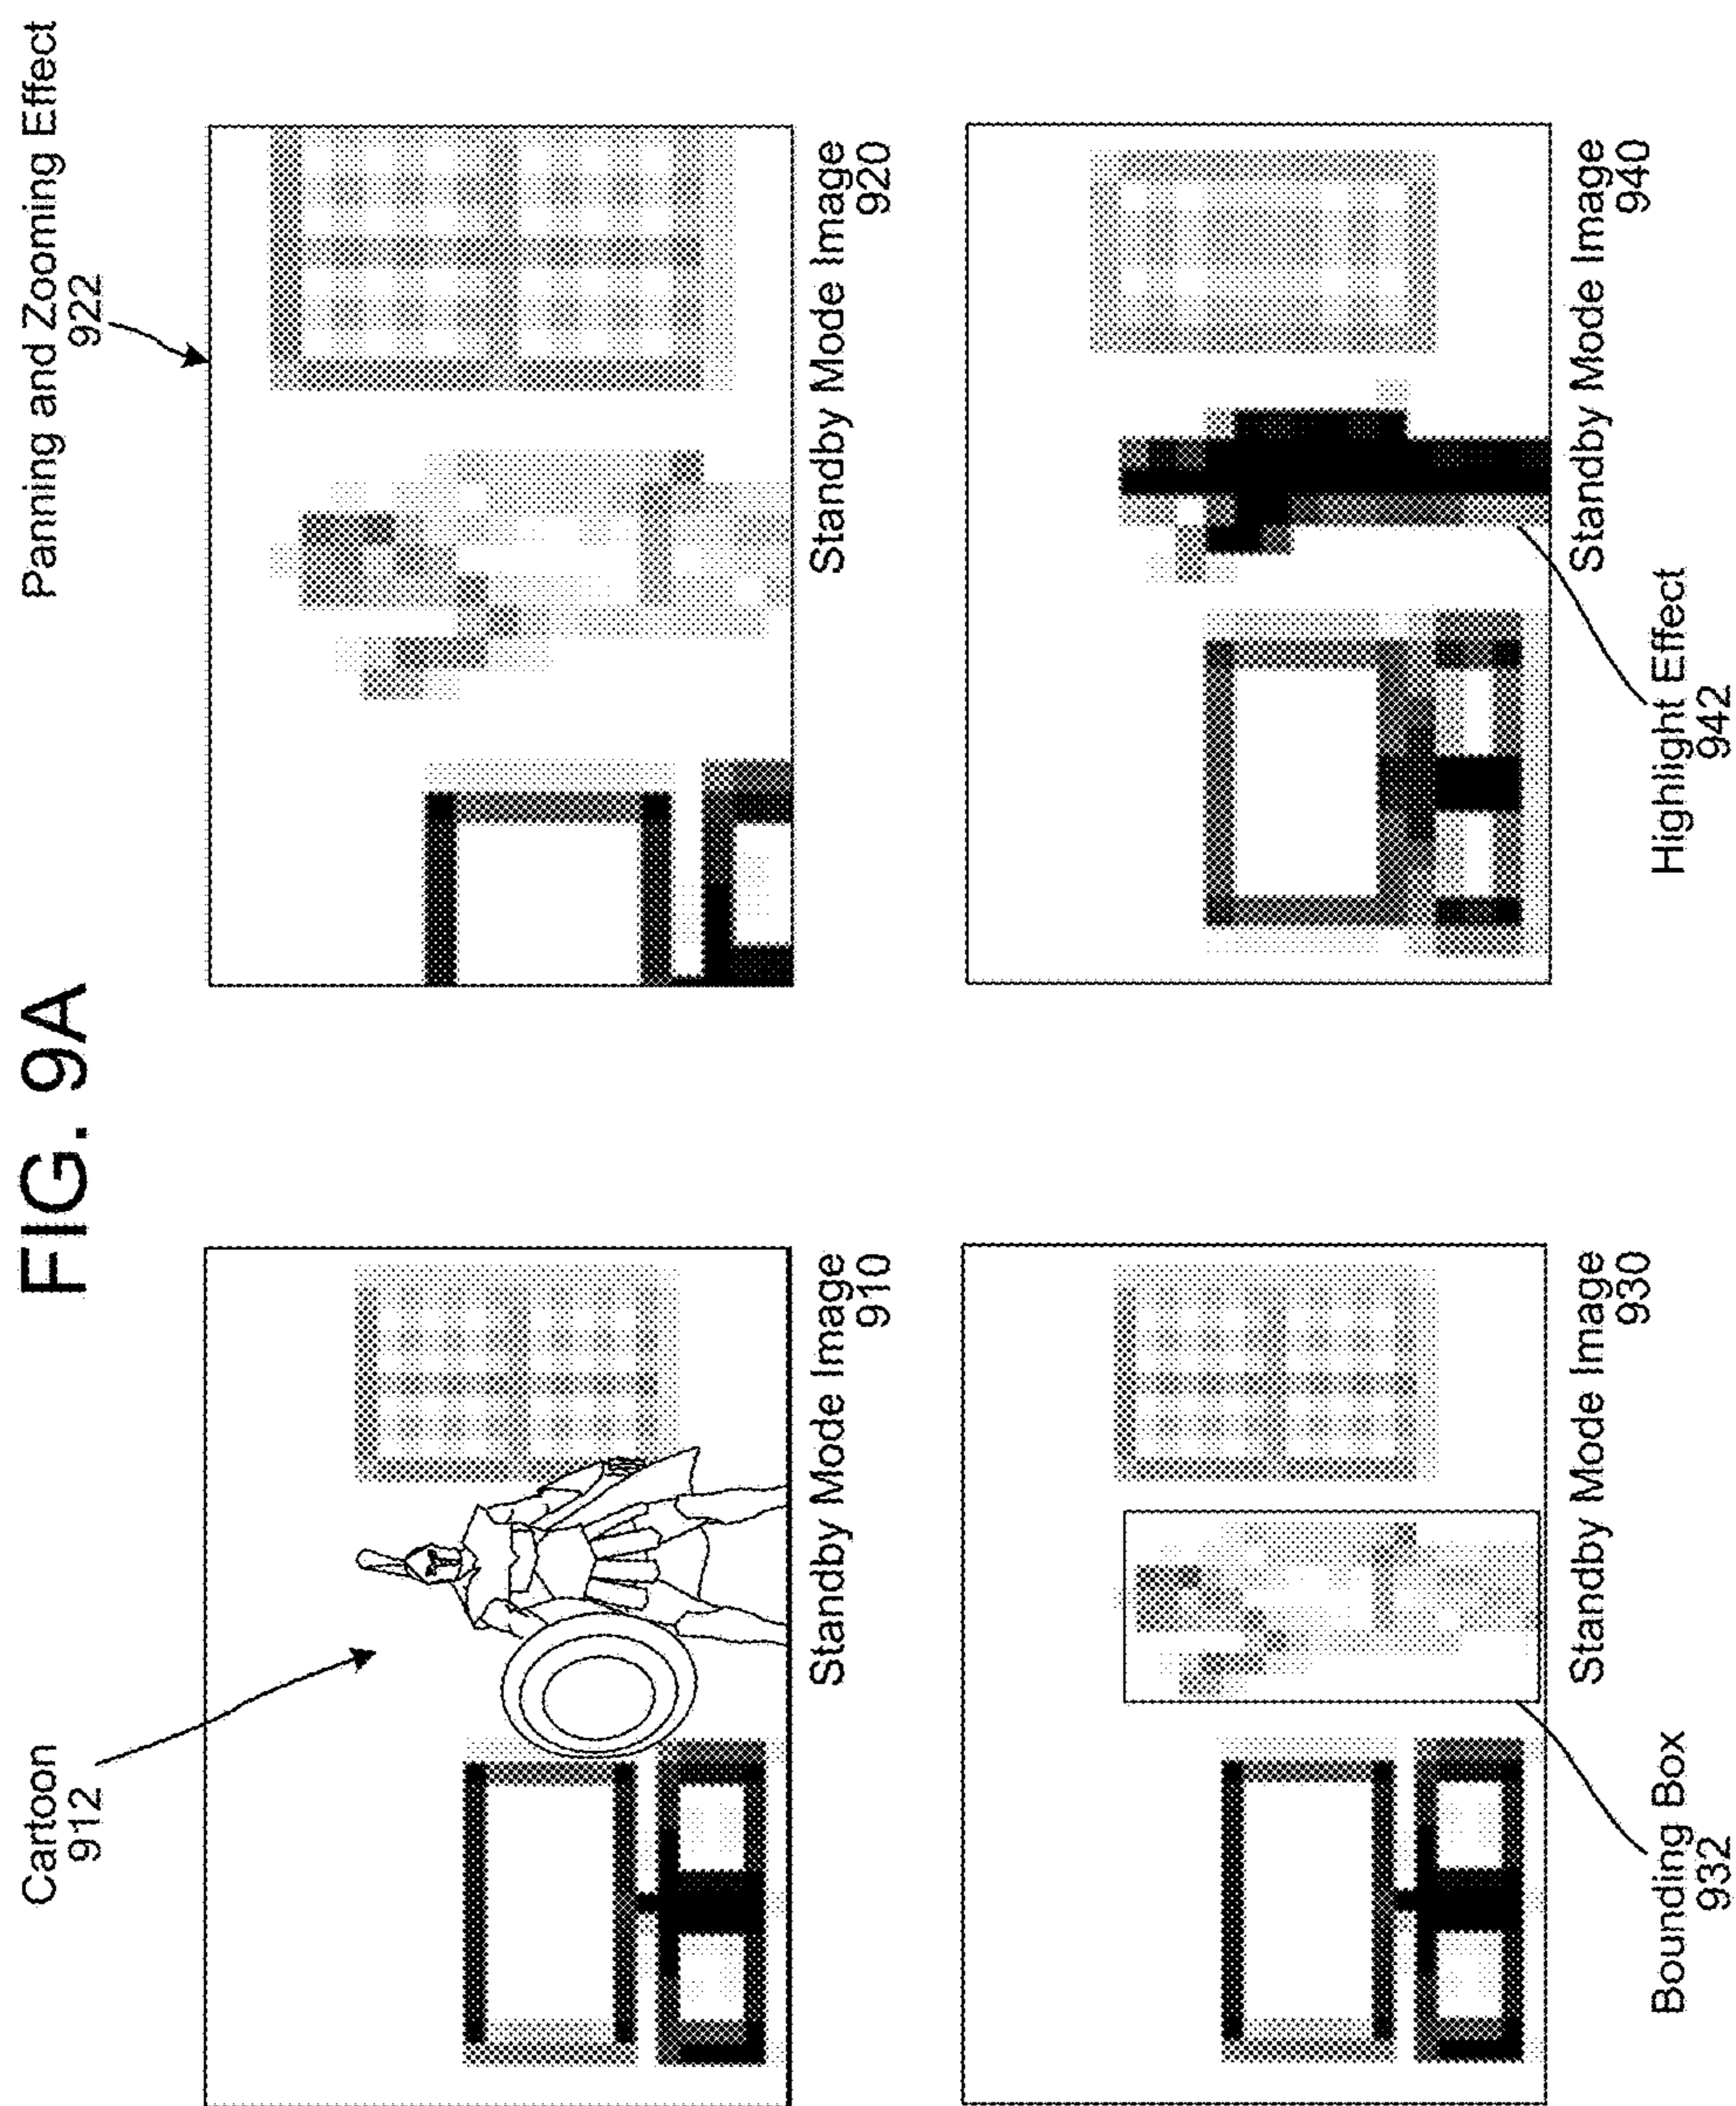 FIG. 9A
Cartoon
912
Panning and Zooming Effect
922
Standby Mode Image
910
Standby Mode Image
920
Standby Mode Image
930
Standby Mode Image
940
Bounding Box
932
Highlight Effect
942